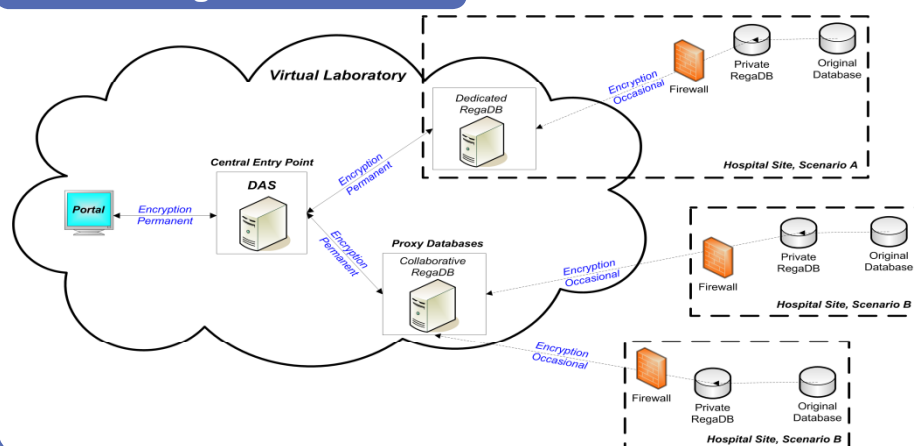 Virtual Laboratory
Dedicated
RegaDB
Encryption
Occasional
Firewall
Private
RegaDB
Original
Database
Hospital Site, Scenario A
Central Entry Point
DAS
Encryption
Permanent
Portal
Encryption
Permanent
Encryption
Permanent
Proxy Databases
Collaborative
RegaDB
Encryption
Occasional
Firewall
Private
RegaDB
Original
Database
Hospital Site, Scenario B
Encryption
Occasional
Firewall
Private
RegaDB
Original
Database
Hospital Site, Scenario B